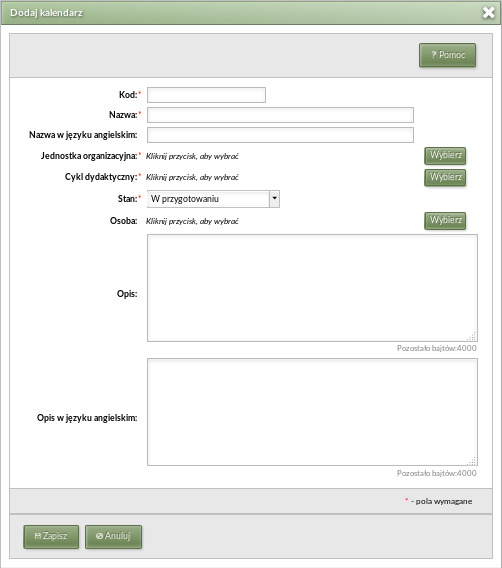 Dodaj kalendarz
? Pomoc
Kod:*
Nazwa:*
Nazwa w języku angielskim:
Jednostka organizacyjna:* Kliknij przycisk, aby wybrać Wybierz
Cykl dydaktyczny:* Kliknij przycisk, aby wybrać Wybierz
Stan:* W przygotowaniu
Osoba: Kliknij przycisk, aby wybrać Wybierz
Opis:
Pozostało bajtów:4000
Opis w języku angielskim:
Pozostało bajtów:4000
* - pola wymagane
Zapisz Anuluj